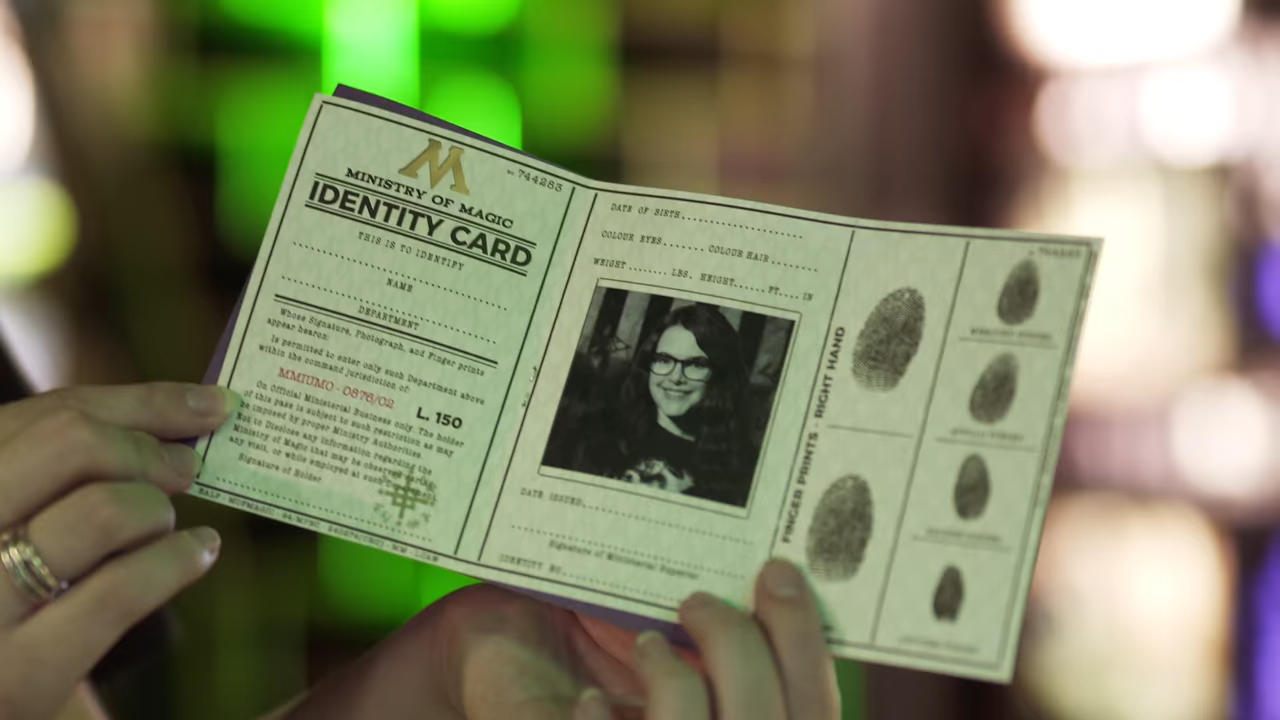 M
MINISTRY OF MAGIC
Nº 744283
IDENTITY CARD
THIS IS TO IDENTIFY
NAME
DEPARTMENT
Whose Signature, Photograph, and Finger prints
appear hearon:
Is permitted to enter only such Department above
within the command jurisdiction of:
MMIUMO - 0876/02
L. 150
On Official Ministerial Business only. The holder
of this pass is subject to such restriction as may
be imposed by proper Ministry Authorities.
Not to Disclose any information regarding the
Ministry of Magic that may be observed during
any visit, or while employed at such
Signature of Holder
DATE OF BIRTH
COLOUR EYES........ COLOUR HAIR........
WEIGHT........ LBS. HEIGHT......FT....IN
DATE ISSUED
Signature of Ministerial Superior
IDENTITY NO.
FINGER PRINTS - RIGHT HAND